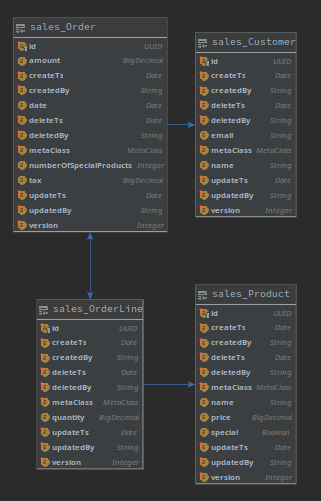 sales_Order
id UUID
amount BigDecimal
createTs Date
createdBy String
date Date
deleteTs Date
deletedBy String
metaClass MetaClass
numberOfSpecialProducts Integer
tax BigDecimal
updateTs Date
updatedBy String
version Integer
sales_Customer
id UUID
createTs Date
createdBy String
deleteTs Date
deletedBy String
email String
metaClass MetaClass
name String
updateTs Date
updatedBy String
version Integer
sales_OrderLine
id UUID
createTs Date
createdBy String
deleteTs Date
deletedBy String
metaClass MetaClass
quantity BigDecimal
updateTs Date
updatedBy String
version Integer
sales_Product
id UUID
createTs Date
createdBy String
deleteTs Date
deletedBy String
metaClass MetaClass
name String
price BigDecimal
special Boolean
updateTs Date
updatedBy String
version Integer